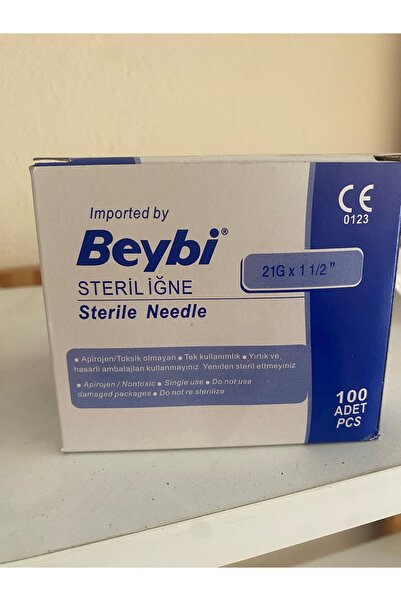 Imported by
Beybi®
STERİL İĞNE
Sterile Needle
21G x 1 1/2"
CE
0123
• Apirojen/Toksik olmayan • Tek kullanımlık • Yırtık ve
hasarlı ambalajları kullanmayınız Yeniden steril ettmeyiniz
• Apirojen / Nontoxic • Single use • Do not use
damaged packages • Do not re sterilize
100
ADET
PCS